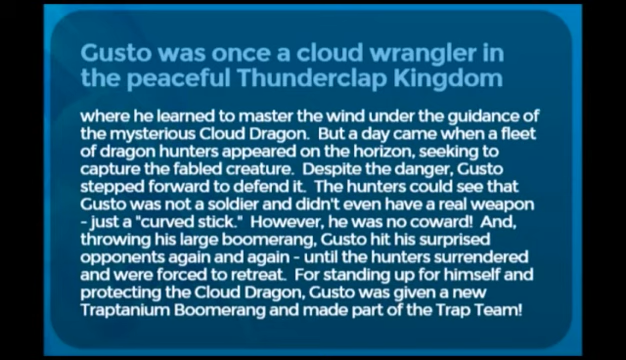 Gusto was once a cloud wrangler in
the peaceful Thunderclap Kingdom
where he learned to master the wind under the guidance of
the mysterious Cloud Dragon.  But a day came when a fleet
of dragon hunters appeared on the horizon, seeking to
capture the fabled creature.  Despite the danger, Gusto
stepped forward to defend it.  The hunters could see that
Gusto was not a soldier and didn't even have a real weapon
- just a "curved stick."  However, he was no coward!  And,
throwing his large boomerang, Gusto hit his surprised
opponents again and again - until the hunters surrendered
and were forced to retreat.  For standing up for himself and
protecting the Cloud Dragon, Gusto was given a new
Traptanium Boomerang and made part of the Trap Team!